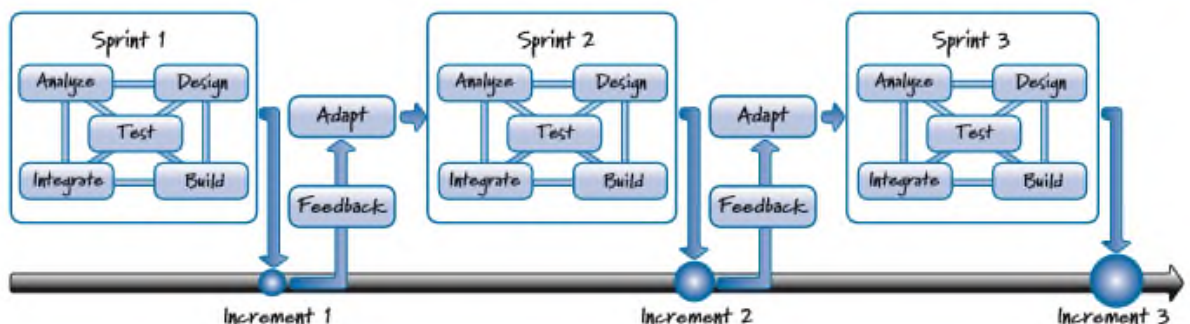 Sprint 1
Analyze
Design
Test
Integrate
Build
Adapt
Feedback
Increment 1
Sprint 2
Analyze
Design
Test
Integrate
Build
Adapt
Feedback
Increment 2
Sprint 3
Analyze
Design
Test
Integrate
Build
Increment 3